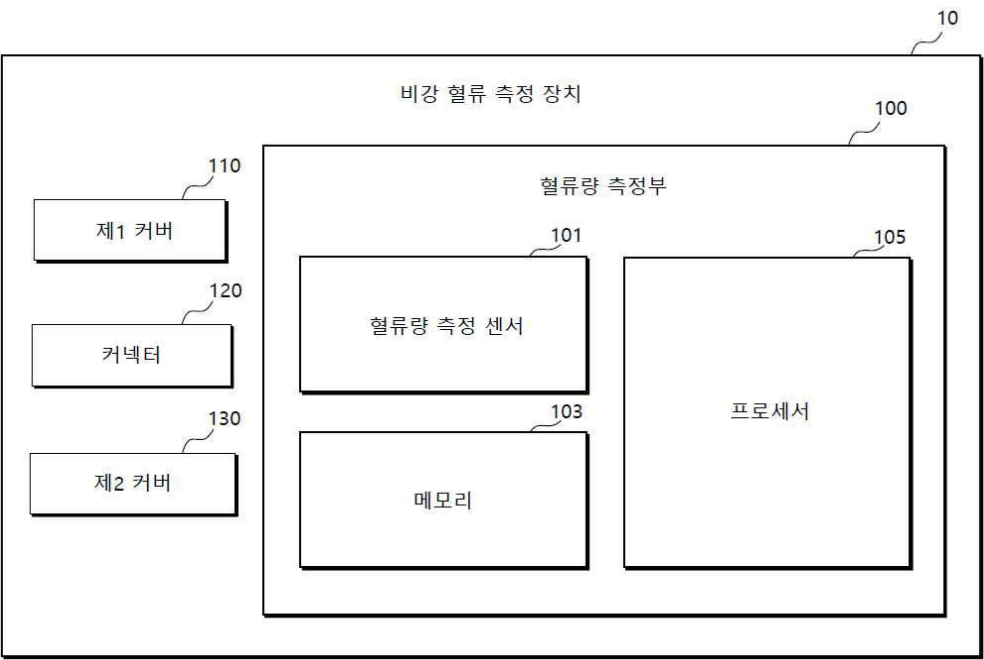 10
비강 혈류 측정 장치
100
혈류량 측정부
110
제1 커버
101
혈류량 측정 센서
105
프로세서
120
커넥터
103
메모리
130
제2 커버